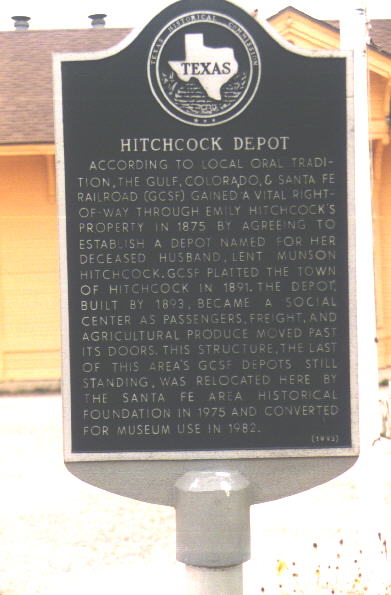 TEXAS HISTORICAL COMMISSION
TEXAS
HITCHCOCK DEPOT
ACCORDING TO LOCAL ORAL TRADI-
TION, THE GULF, COLORADO, & SANTA FE
RAILROAD (GCSF) GAINED A VITAL RIGHT-
OF-WAY THROUGH EMILY HITCHCOCK'S
PROPERTY IN 1875 BY AGREEING TO
ESTABLISH A DEPOT NAMED FOR HER
DECEASED HUSBAND, LENT MUNSON
HITCHCOCK. GCSF PLATTED THE TOWN
OF HITCHCOCK IN 1891. THE DEPOT,
BUILT BY 1893, BECAME A SOCIAL
CENTER AS PASSENGERS, FREIGHT, AND
AGRICULTURAL PRODUCE MOVED PAST
ITS DOORS. THIS STRUCTURE, THE LAST
OF THIS AREA'S GCSF DEPOTS STILL
STANDING, WAS RELOCATED HERE BY
THE SANTA FE AREA HISTORICAL
FOUNDATION IN 1975 AND CONVERTED
FOR MUSEUM USE IN 1982.